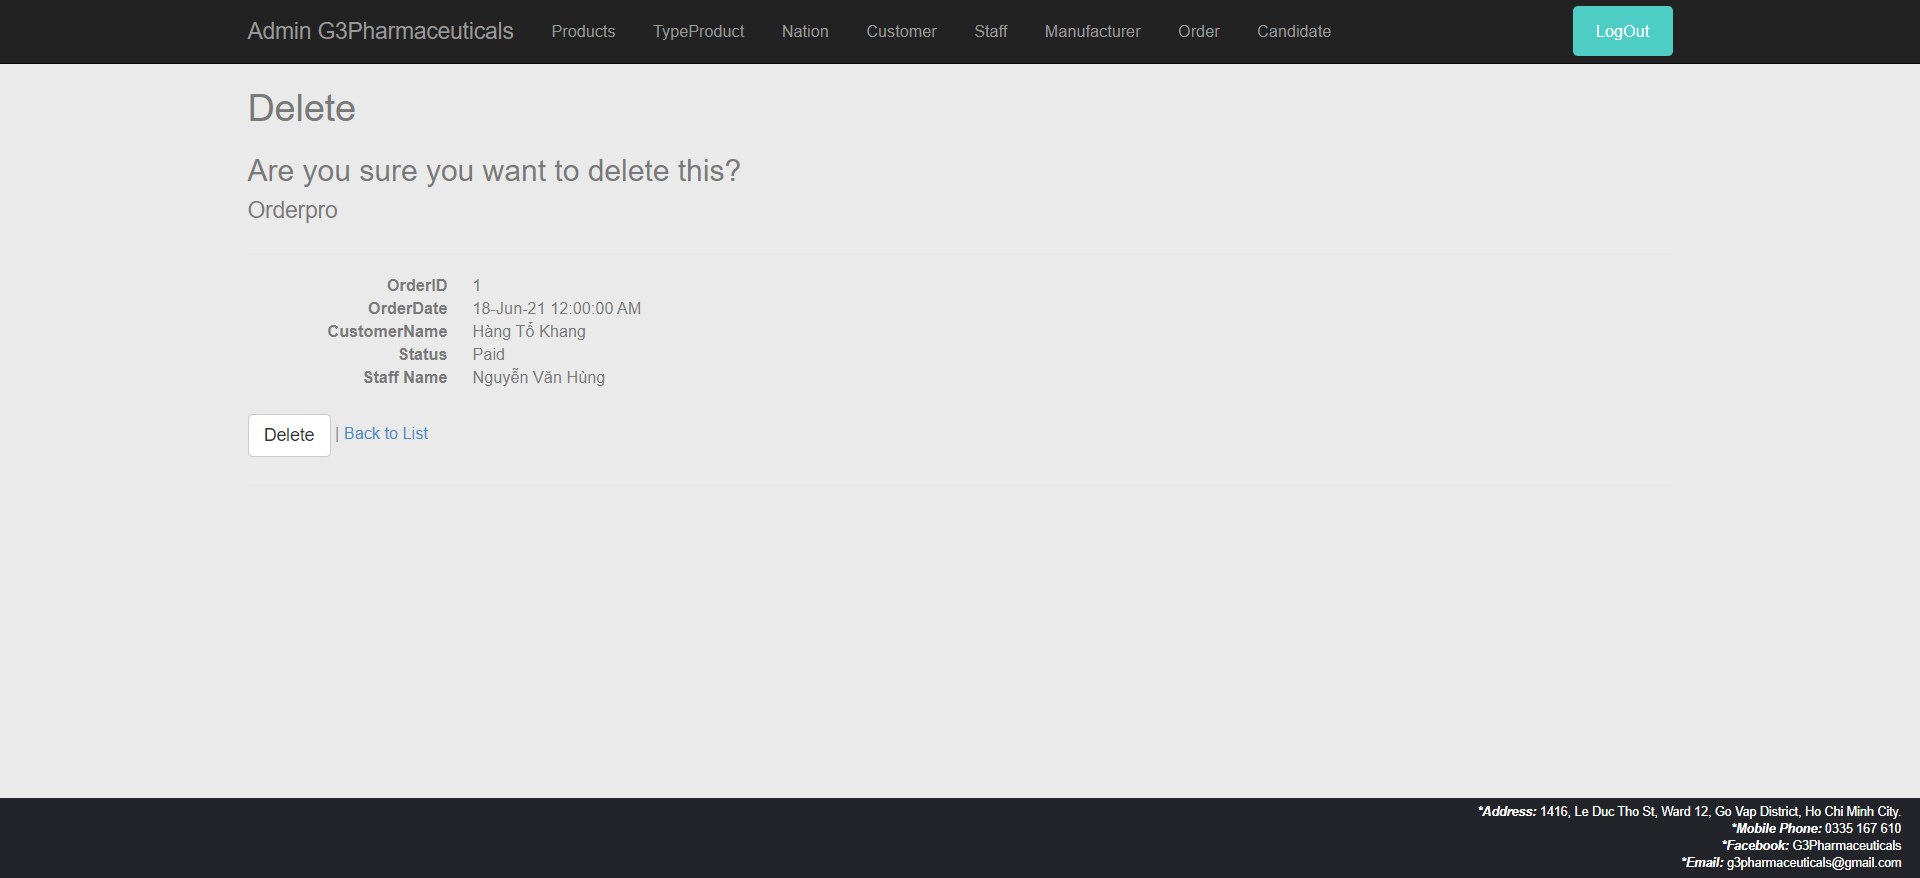 Admin G3Pharmaceuticals Products TypeProduct Nation Customer Staff Manufacturer Order Candidate LogOut
Delete
Are you sure you want to delete this?
Orderpro
OrderID 1
OrderDate 18-Jun-21 12:00:00 AM
CustomerName Hàng Tổ Khang
Status Paid
Staff Name Nguyễn Văn Hùng
Delete | Back to List
*Address: 1416, Le Duc Tho St, Ward 12, Go Vap District, Ho Chi Minh City.
*Mobile Phone: 0335 167 610
*Facebook: G3Pharmaceuticals
*Email: g3pharmaceuticals@gmail.com